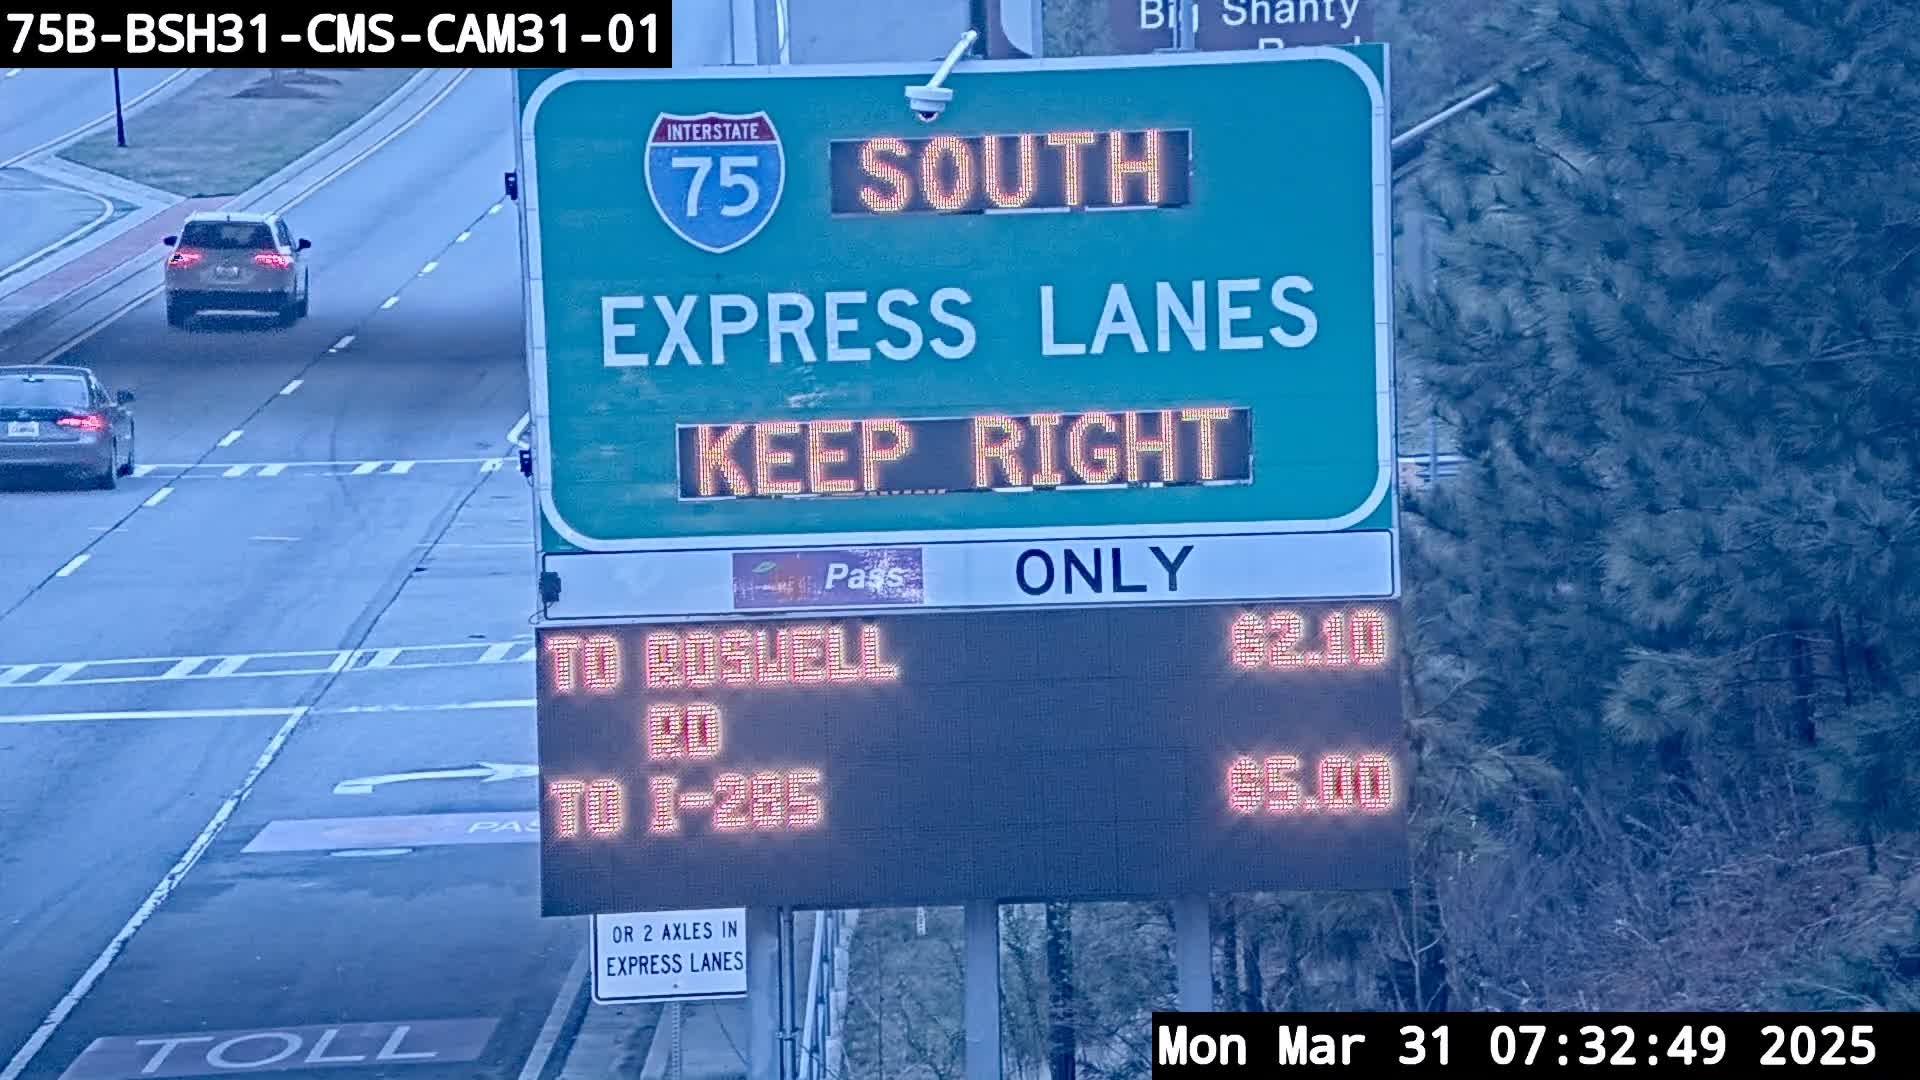 75B-BSH31-CMS-CAM31-01
Big Shanty
INTERSTATE
75
SOUTH
EXPRESS LANES
KEEP RIGHT
Pass ONLY
TO ROSWELL $2.10
RD
TO I-285 $5.00
OR 2 AXLES IN
EXPRESS LANES
TOLL
Mon Mar 31 07:32:49 2025